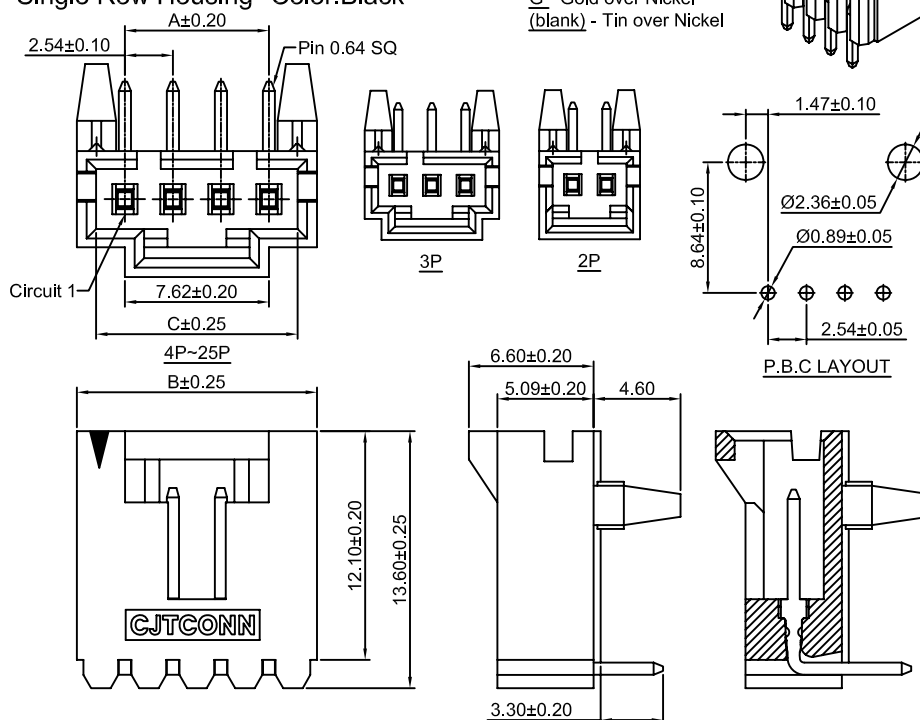 Single Row Housing Color:Black
G - Gold over Nickel
(blank) - Tin over Nickel
A±0.20
2.54±0.10
Pin 0.64 SQ
Circuit 1
7.62±0.20
C±0.25
4P~25P
3P
2P
1.47±0.10
8.64±0.10
Ø2.36±0.05
Ø0.89±0.05
2.54±0.05
P.B.C LAYOUT
B±0.25
CJTCONN
12.10±0.20
13.60±0.25
6.60±0.20
5.09±0.20
4.60
3.30±0.20